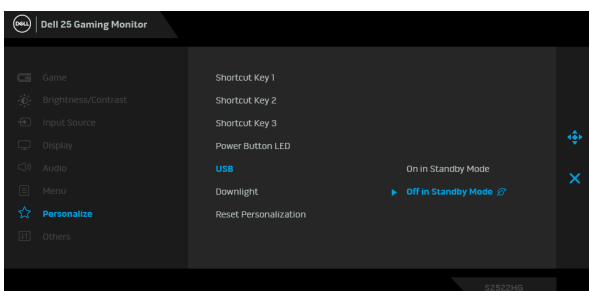 DELL
Dell 25 Gaming Monitor
Game
Brightness/Contrast
Input Source
Display
Audio
Menu
Personalize
Others
Shortcut Key 1
Shortcut Key 2
Shortcut Key 3
Power Button LED
USB
Downlight
Reset Personalization
On in Standby Mode
Off in Standby Mode
S2522HG